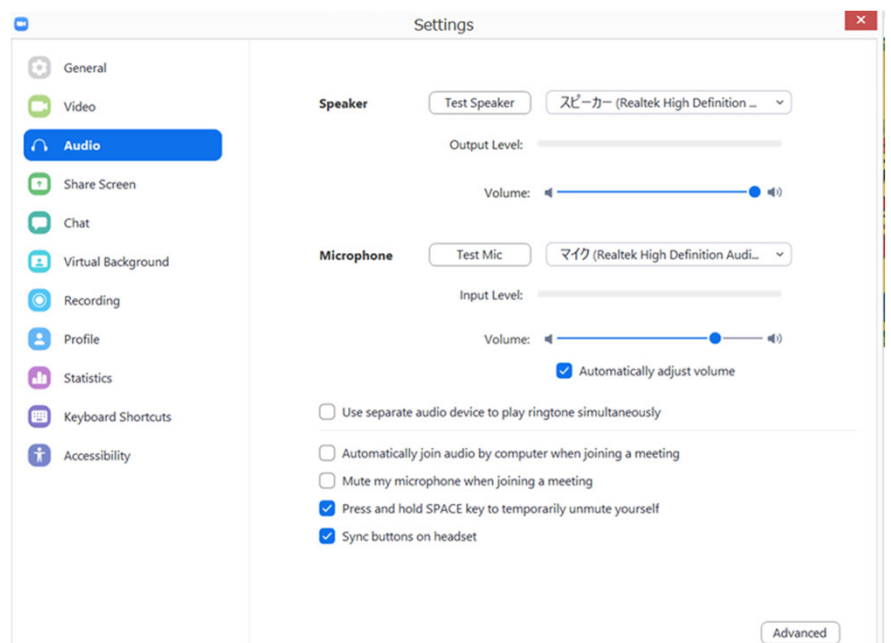 Settings
General
Video
Audio
Share Screen
Chat
Virtual Background
Recording
Profile
Statistics
Keyboard Shortcuts
Accessibility
Speaker
Test Speaker
スピーカー (Realtek High Definition ...
Output Level:
Volume:
Microphone
Test Mic
マイク (Realtek High Definition Audi...
Input Level:
Volume:
Automatically adjust volume
Use separate audio device to play ringtone simultaneously
Automatically join audio by computer when joining a meeting
Mute my microphone when joining a meeting
Press and hold SPACE key to temporarily unmute yourself
Sync buttons on headset
Advanced